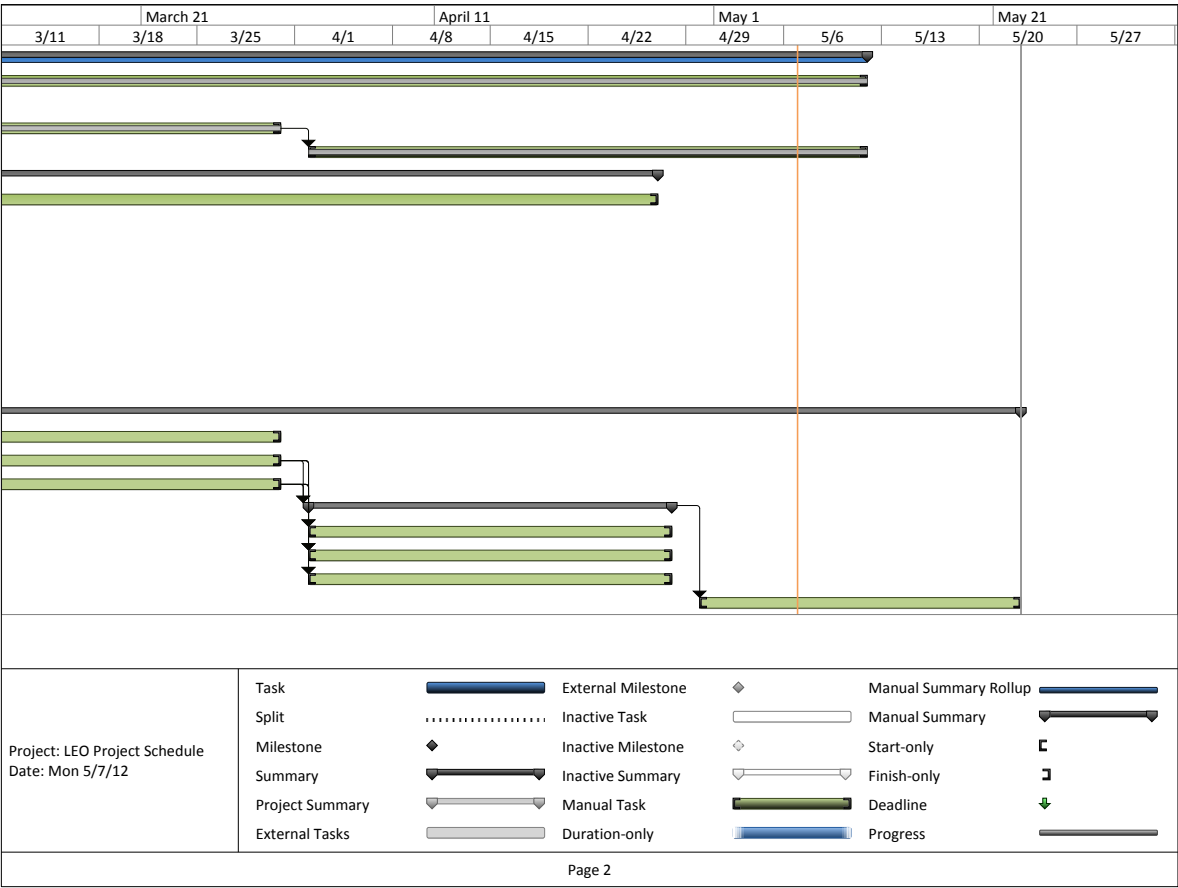 March 21 April 11 May 1 May 21
3/11 3/18 3/25 4/1 4/8 4/15 4/22 4/29 5/6 5/13 5/20 5/27
Project: LEO Project Schedule
Date: Mon 5/7/12
Task External Milestone Manual Summary Rollup
Split Inactive Task Manual Summary
Milestone Inactive Milestone Start-only
Summary Inactive Summary Finish-only
Project Summary Manual Task Deadline
External Tasks Duration-only Progress
Page 2